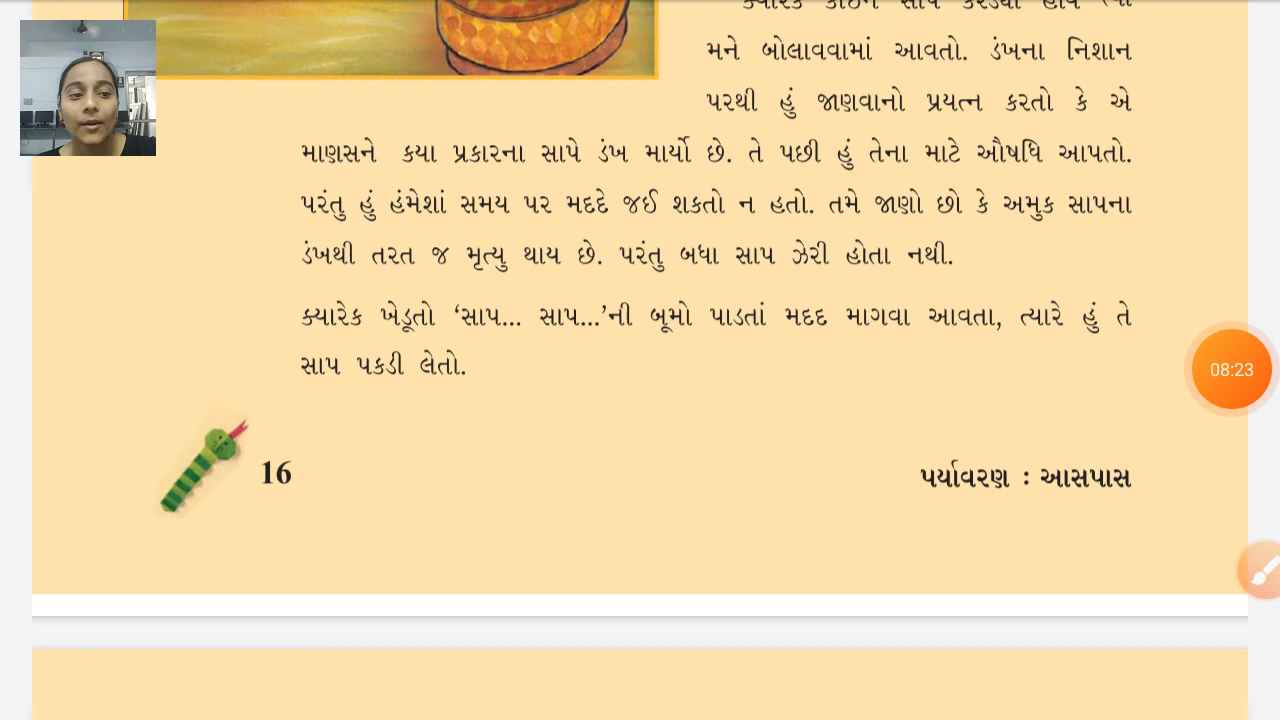 મને બોલાવવામાં આવતો. ડંખના નિશાન
પરથી હું જાણવાનો પ્રયત્ન કરતો કે એ
માણસને કયા પ્રકારના સાપે ડંખ માર્યો છે. તે પછી હું તેના માટે ઔષધિ આપતો.
પરંતુ હું હંમેશાં સમય પર મદદે જઈ શકતો ન હતો. તમે જાણો છો કે અમુક સાપના
ડંખથી તરત જ મૃત્યુ થાય છે. પરંતુ બધા સાપ ઝેરી હોતા નથી.
ક્યારેક ખેડૂતો ‘સાપ... સાપ...’ની બૂમો પાડતાં મદદ માગવા આવતા, ત્યારે હું તે
સાપ પકડી લેતો.
08:23
16
પર્યાવરણ : આસપાસ